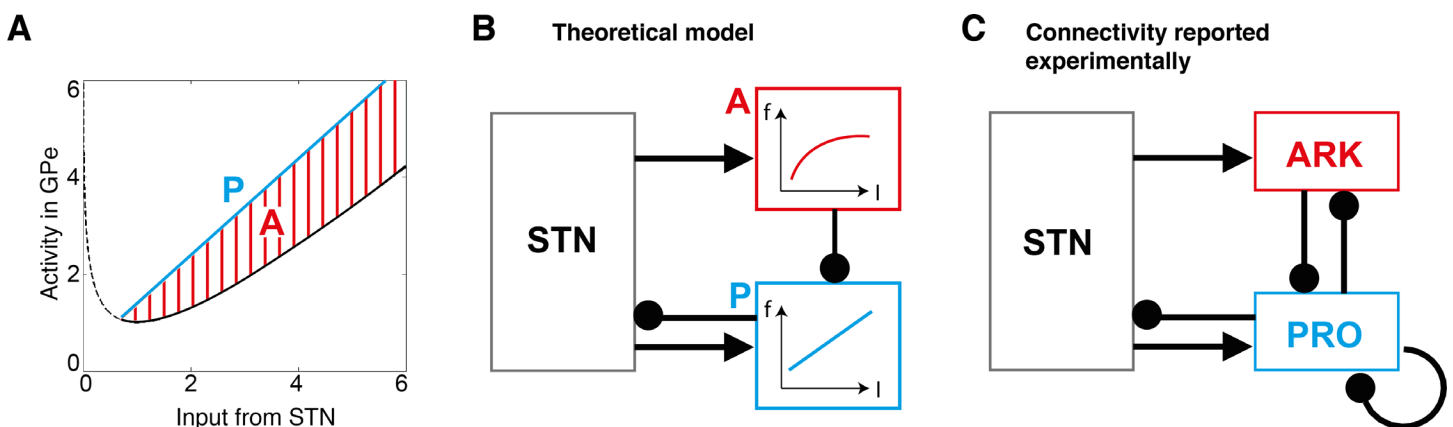 A
6
4
2
0
0
2
4
6
Activity in GPe
Input from STN
P
A
B
Theoretical model
STN
A
f
I
P
f
I
C
Connectivity reported
experimentally
STN
ARK
PRO